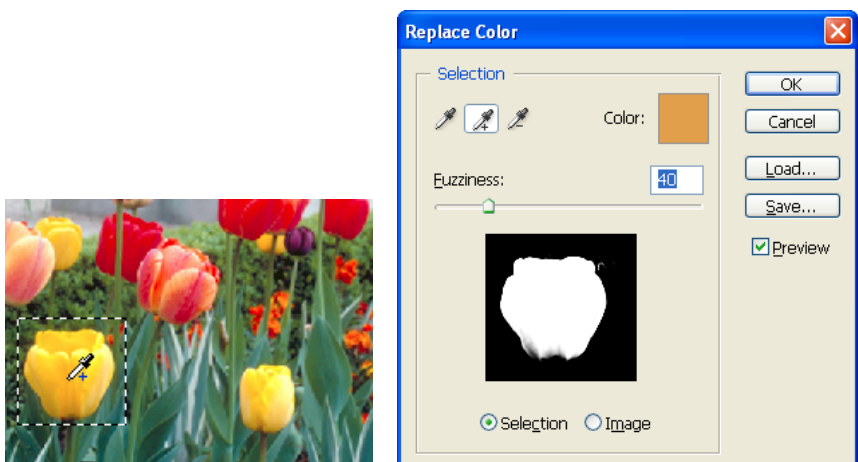 Replace Color
Selection
OK
Color:
Cancel
Fuzziness:
40
Load...
Save...
Preview
Selection
Image